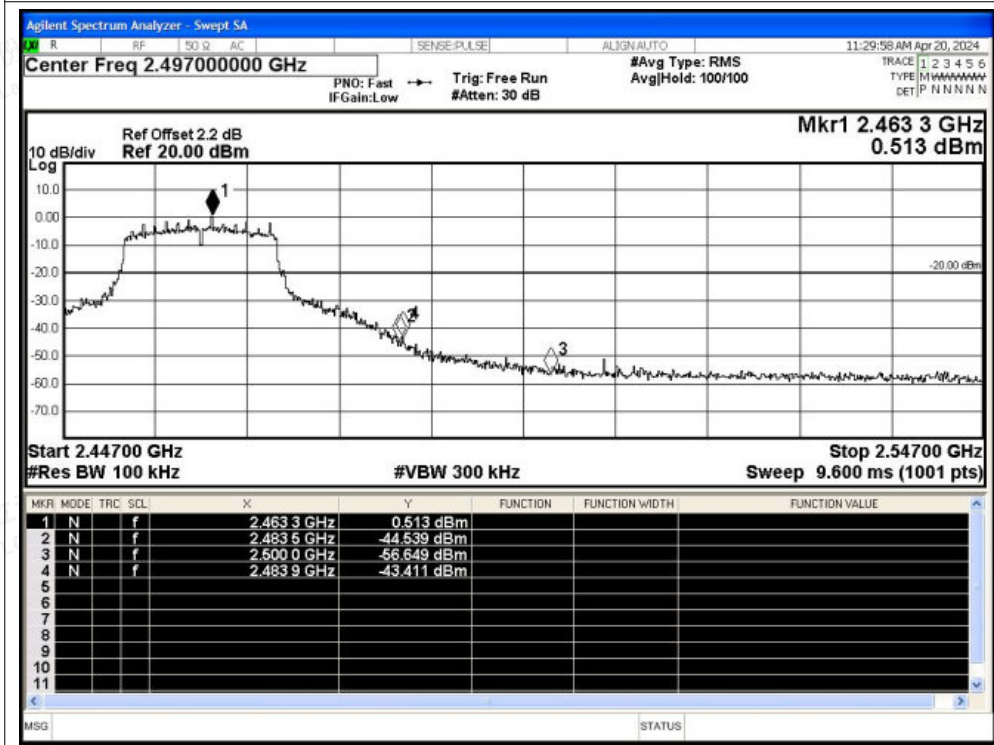 Agilent Spectrum Analyzer - Swept SA
R RF 50 Ω AC SENSE:PULSE ALIGN AUTO 11:29:58 AM Apr 20, 2024
Center Freq 2.497000000 GHz #Avg Type: RMS TRACE 1 2 3 4 5 6
PNO: Fast Trig: Free Run Avg|Hold: 100/100 TYPE M
IFGain:Low #Atten: 30 dB DET P N N N N N
Mkr1 2.463 3 GHz
Ref Offset 2.2 dB
10 dB/div Ref 20.00 dBm 0.513 dBm
Log
10.0
1
0.00
-10.0
-20.0 -20.00 dBm
-30.0
-40.0
2 4
-50.0
3
-60.0
-70.0
Start 2.44700 GHz Stop 2.54700 GHz
#Res BW 100 kHz #VBW 300 kHz Sweep 9.600 ms (1001 pts)
MKR MODE TRC SCL X Y FUNCTION FUNCTION WIDTH FUNCTION VALUE
1 N f 2.463 3 GHz 0.513 dBm
2 N f 2.483 5 GHz -44.539 dBm
3 N f 2.500 0 GHz -56.649 dBm
4 N f 2.483 9 GHz -43.411 dBm
5
6
7
8
9
10
11
MSG STATUS